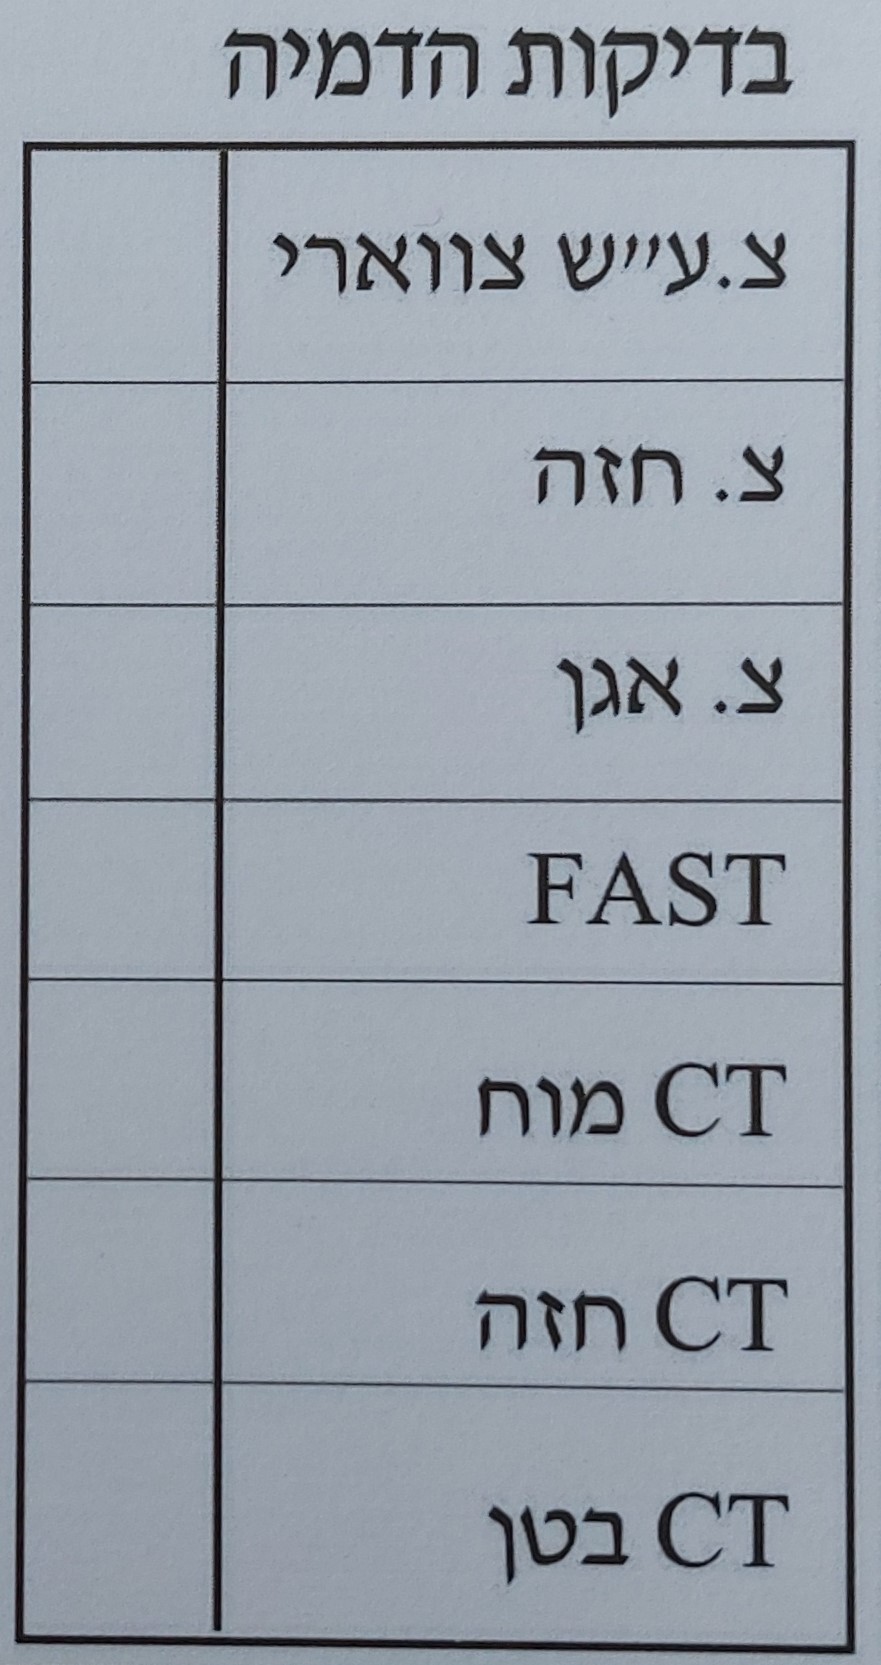 בדיקות הדמיה
צ.ע״ש צווארי
צ. חזה
צ. אגן
FAST
CT מוח
CT חזה
CT בטן